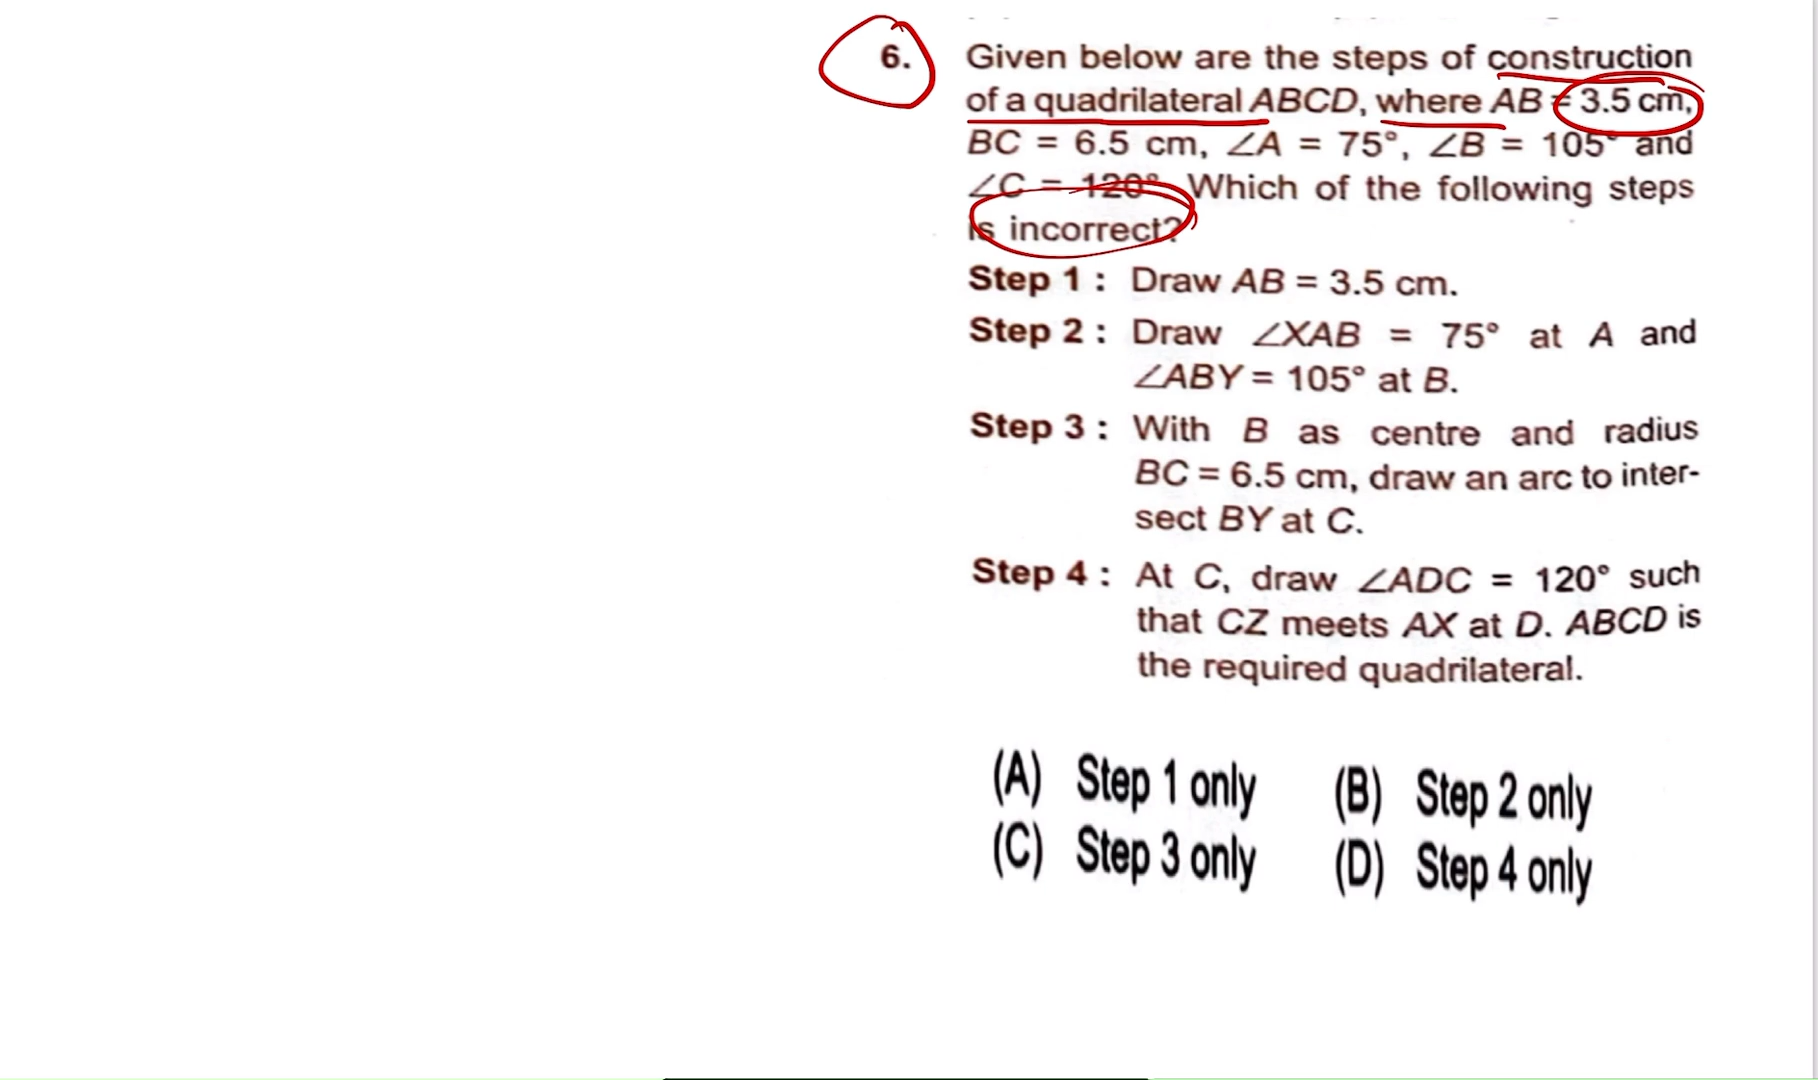 6. Given below are the steps of construction
of a quadrilateral ABCD, where AB = 3.5 cm,
BC = 6.5 cm, ∠A = 75°, ∠B = 105° and
∠C = 120°. Which of the following steps
is incorrect?
Step 1 : Draw AB = 3.5 cm.
Step 2 : Draw ∠XAB = 75° at A and
∠ABY = 105° at B.
Step 3 : With B as centre and radius
BC = 6.5 cm, draw an arc to inter-
sect BY at C.
Step 4 : At C, draw ∠ADC = 120° such
that CZ meets AX at D. ABCD is
the required quadrilateral.
(A) Step 1 only (B) Step 2 only
(C) Step 3 only (D) Step 4 only